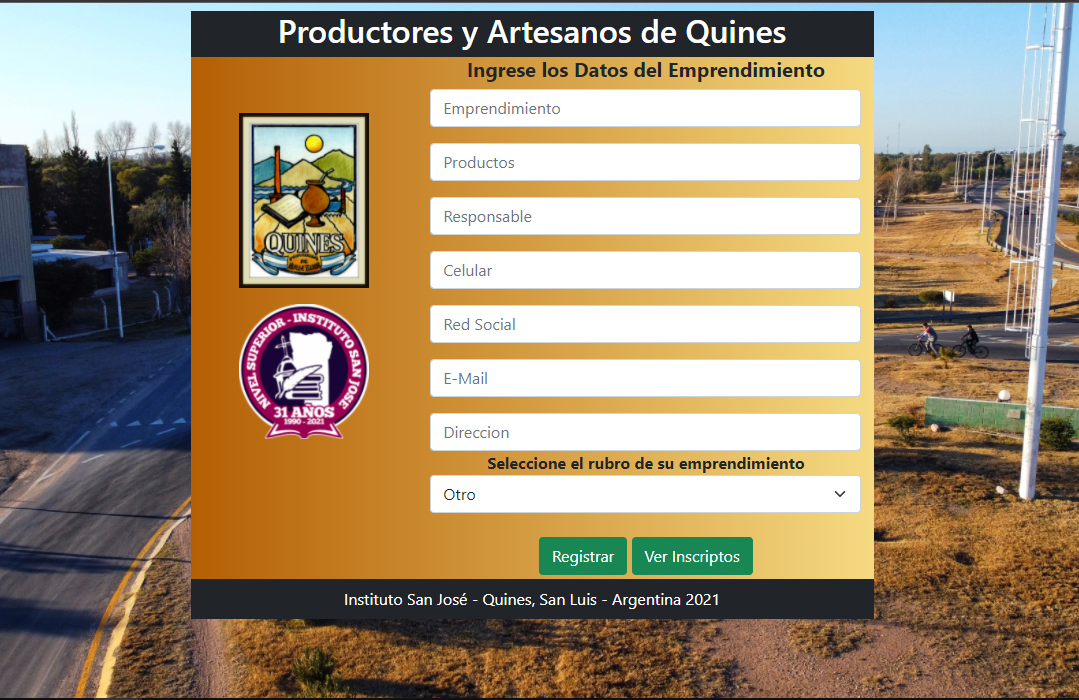 Productores y Artesanos de Quines
Ingrese los Datos del Emprendimiento
Emprendimiento
Productos
Responsable
Celular
Red Social
E-Mail
Direccion
Seleccione el rubro de su emprendimiento
Otro
Registrar Ver Inscriptos
QUINES
NIVEL SUPERIOR - INSTITUTO SAN JOSE
31 AÑOS
1990 - 2021
Instituto San José - Quines, San Luis - Argentina 2021